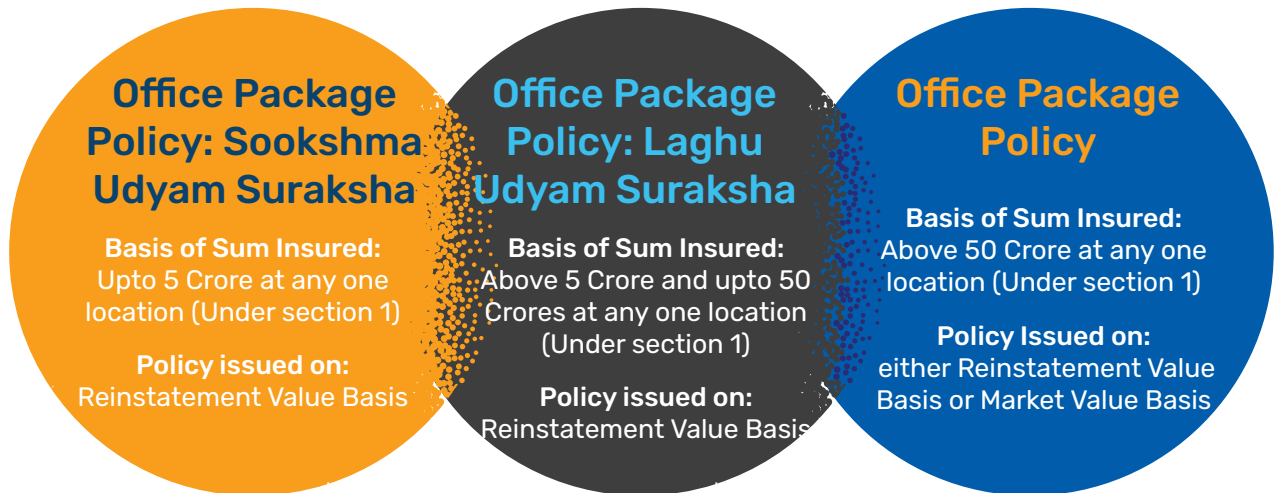 Office Package
Policy: Sookshma
Udyam Suraksha
Basis of Sum Insured:
Upto 5 Crore at any one
location (Under section 1)
Policy issued on:
Reinstatement Value Basis
Office Package
Policy: Laghu
Udyam Suraksha
Basis of Sum Insured:
Above 5 Crore and upto 50
Crores at any one location
(Under section 1)
Policy issued on:
Reinstatement Value Basis
Office Package
Policy
Basis of Sum Insured:
Above 50 Crore at any one
location (Under section 1)
Policy Issued on:
either Reinstatement Value
Basis or Market Value Basis